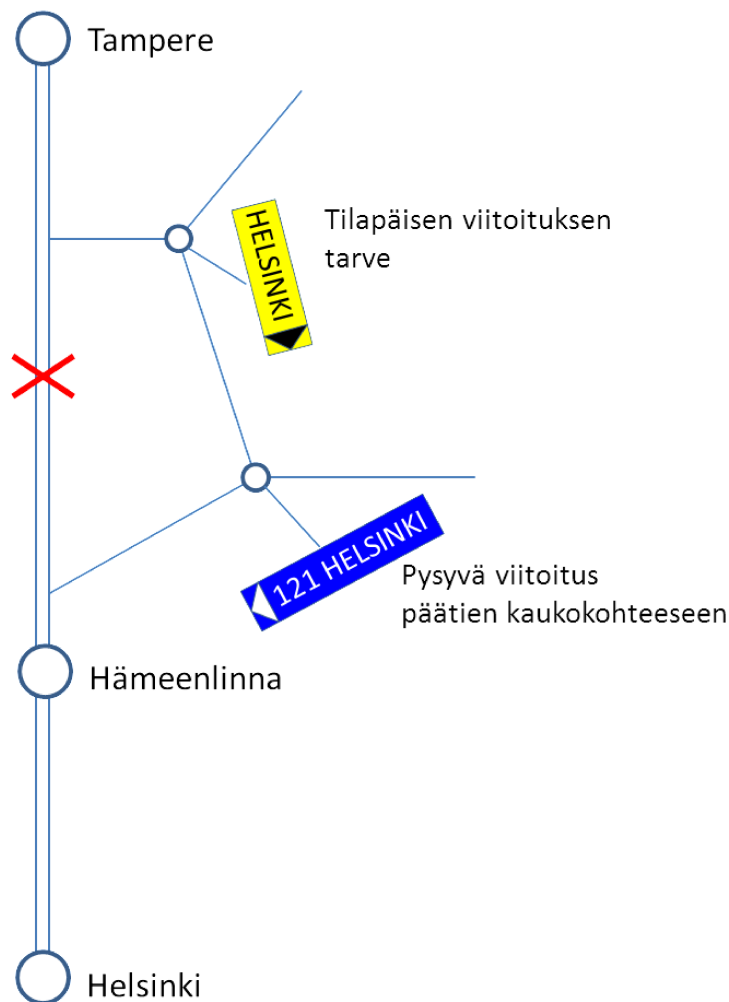 Tampere
HELSINKI
Tilapäisen viitoituksen
tarve
121 HELSINKI
Pysyvä viitoitus
päätien kaukokohteeseen
Hämeenlinna
Helsinki